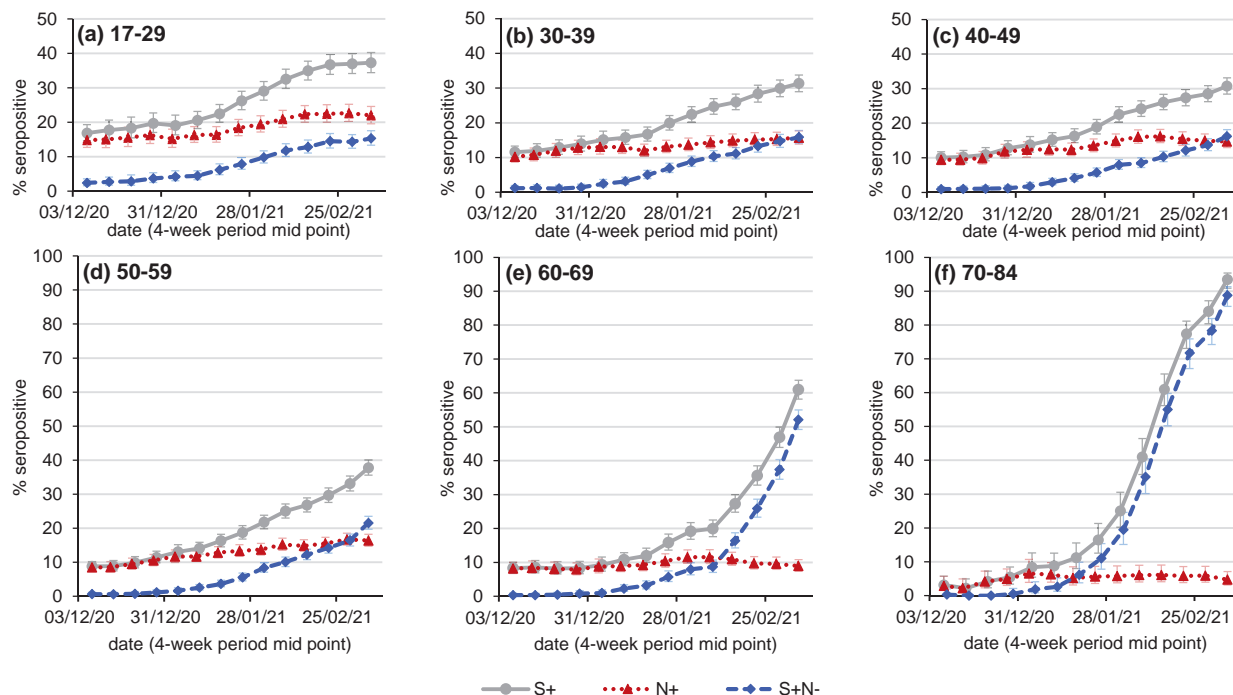 (a) 17-29
% seropositive
50
40
30
20
10
0
03/12/20 31/12/20 28/01/21 25/02/21
date (4-week period mid point)
(b) 30-39
% seropositive
50
40
30
20
10
0
03/12/20 31/12/20 28/01/21 25/02/21
date (4-week period mid point)
(c) 40-49
% seropositive
50
40
30
20
10
0
03/12/20 31/12/20 28/01/21 25/02/21
date (4-week period mid point)
(d) 50-59
% seropositive
100
90
80
70
60
50
40
30
20
10
0
03/12/20 31/12/20 28/01/21 25/02/21
date (4-week period mid point)
(e) 60-69
% seropositive
100
90
80
70
60
50
40
30
20
10
0
03/12/20 31/12/20 28/01/21 25/02/21
date (4-week period mid point)
(f) 70-84
% seropositive
100
90
80
70
60
50
40
30
20
10
0
03/12/20 31/12/20 28/01/21 25/02/21
date (4-week period mid point)
S+ N+ S+N-